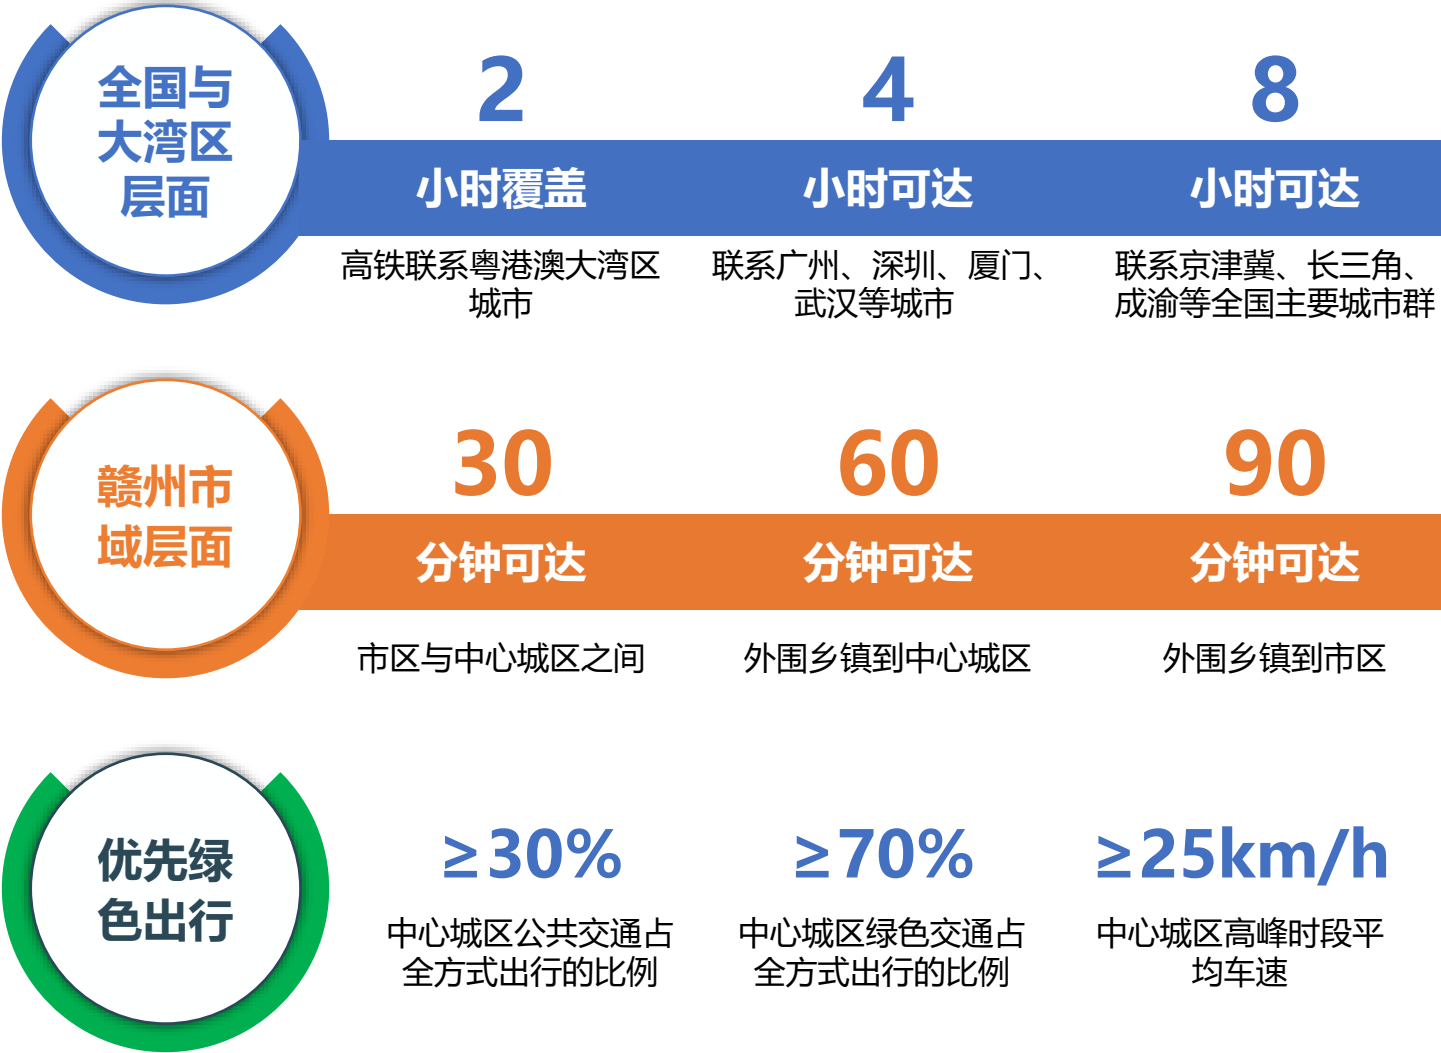 全国与
大湾区
层面
2
4
8
小时覆盖
小时可达
小时可达
高铁联系粤港澳大湾区
城市
联系广州、深圳、厦门、
武汉等城市
联系京津冀、长三角、
成渝等全国主要城市群
赣州市
域层面
30
60
90
分钟可达
分钟可达
分钟可达
市区与中心城区之间
外围乡镇到中心城区
外围乡镇到市区
优先绿
色出行
≥30%
≥70%
≥25km/h
中心城区公共交通占
全方式出行的比例
中心城区绿色交通占
全方式出行的比例
中心城区高峰时段平
均车速